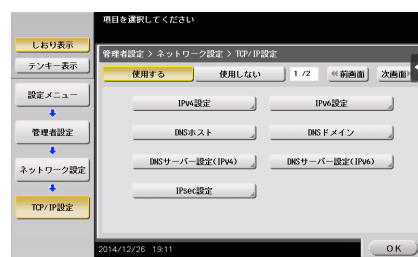 項目を選択してください
しおり表示
テンキー表示
設定メニュー
管理者設定
ネットワーク設定
TCP/IP設定
管理者設定 > ネットワーク設定 > TCP/IP設定
使用する 使用しない 1 /2 前画面 次画面
IPv4設定 IPv6設定
DNSホスト DNSドメイン
DNSサーバー設定(IPv4) DNSサーバー設定(IPv6)
IPsec設定
2014/12/26 19:11 OK